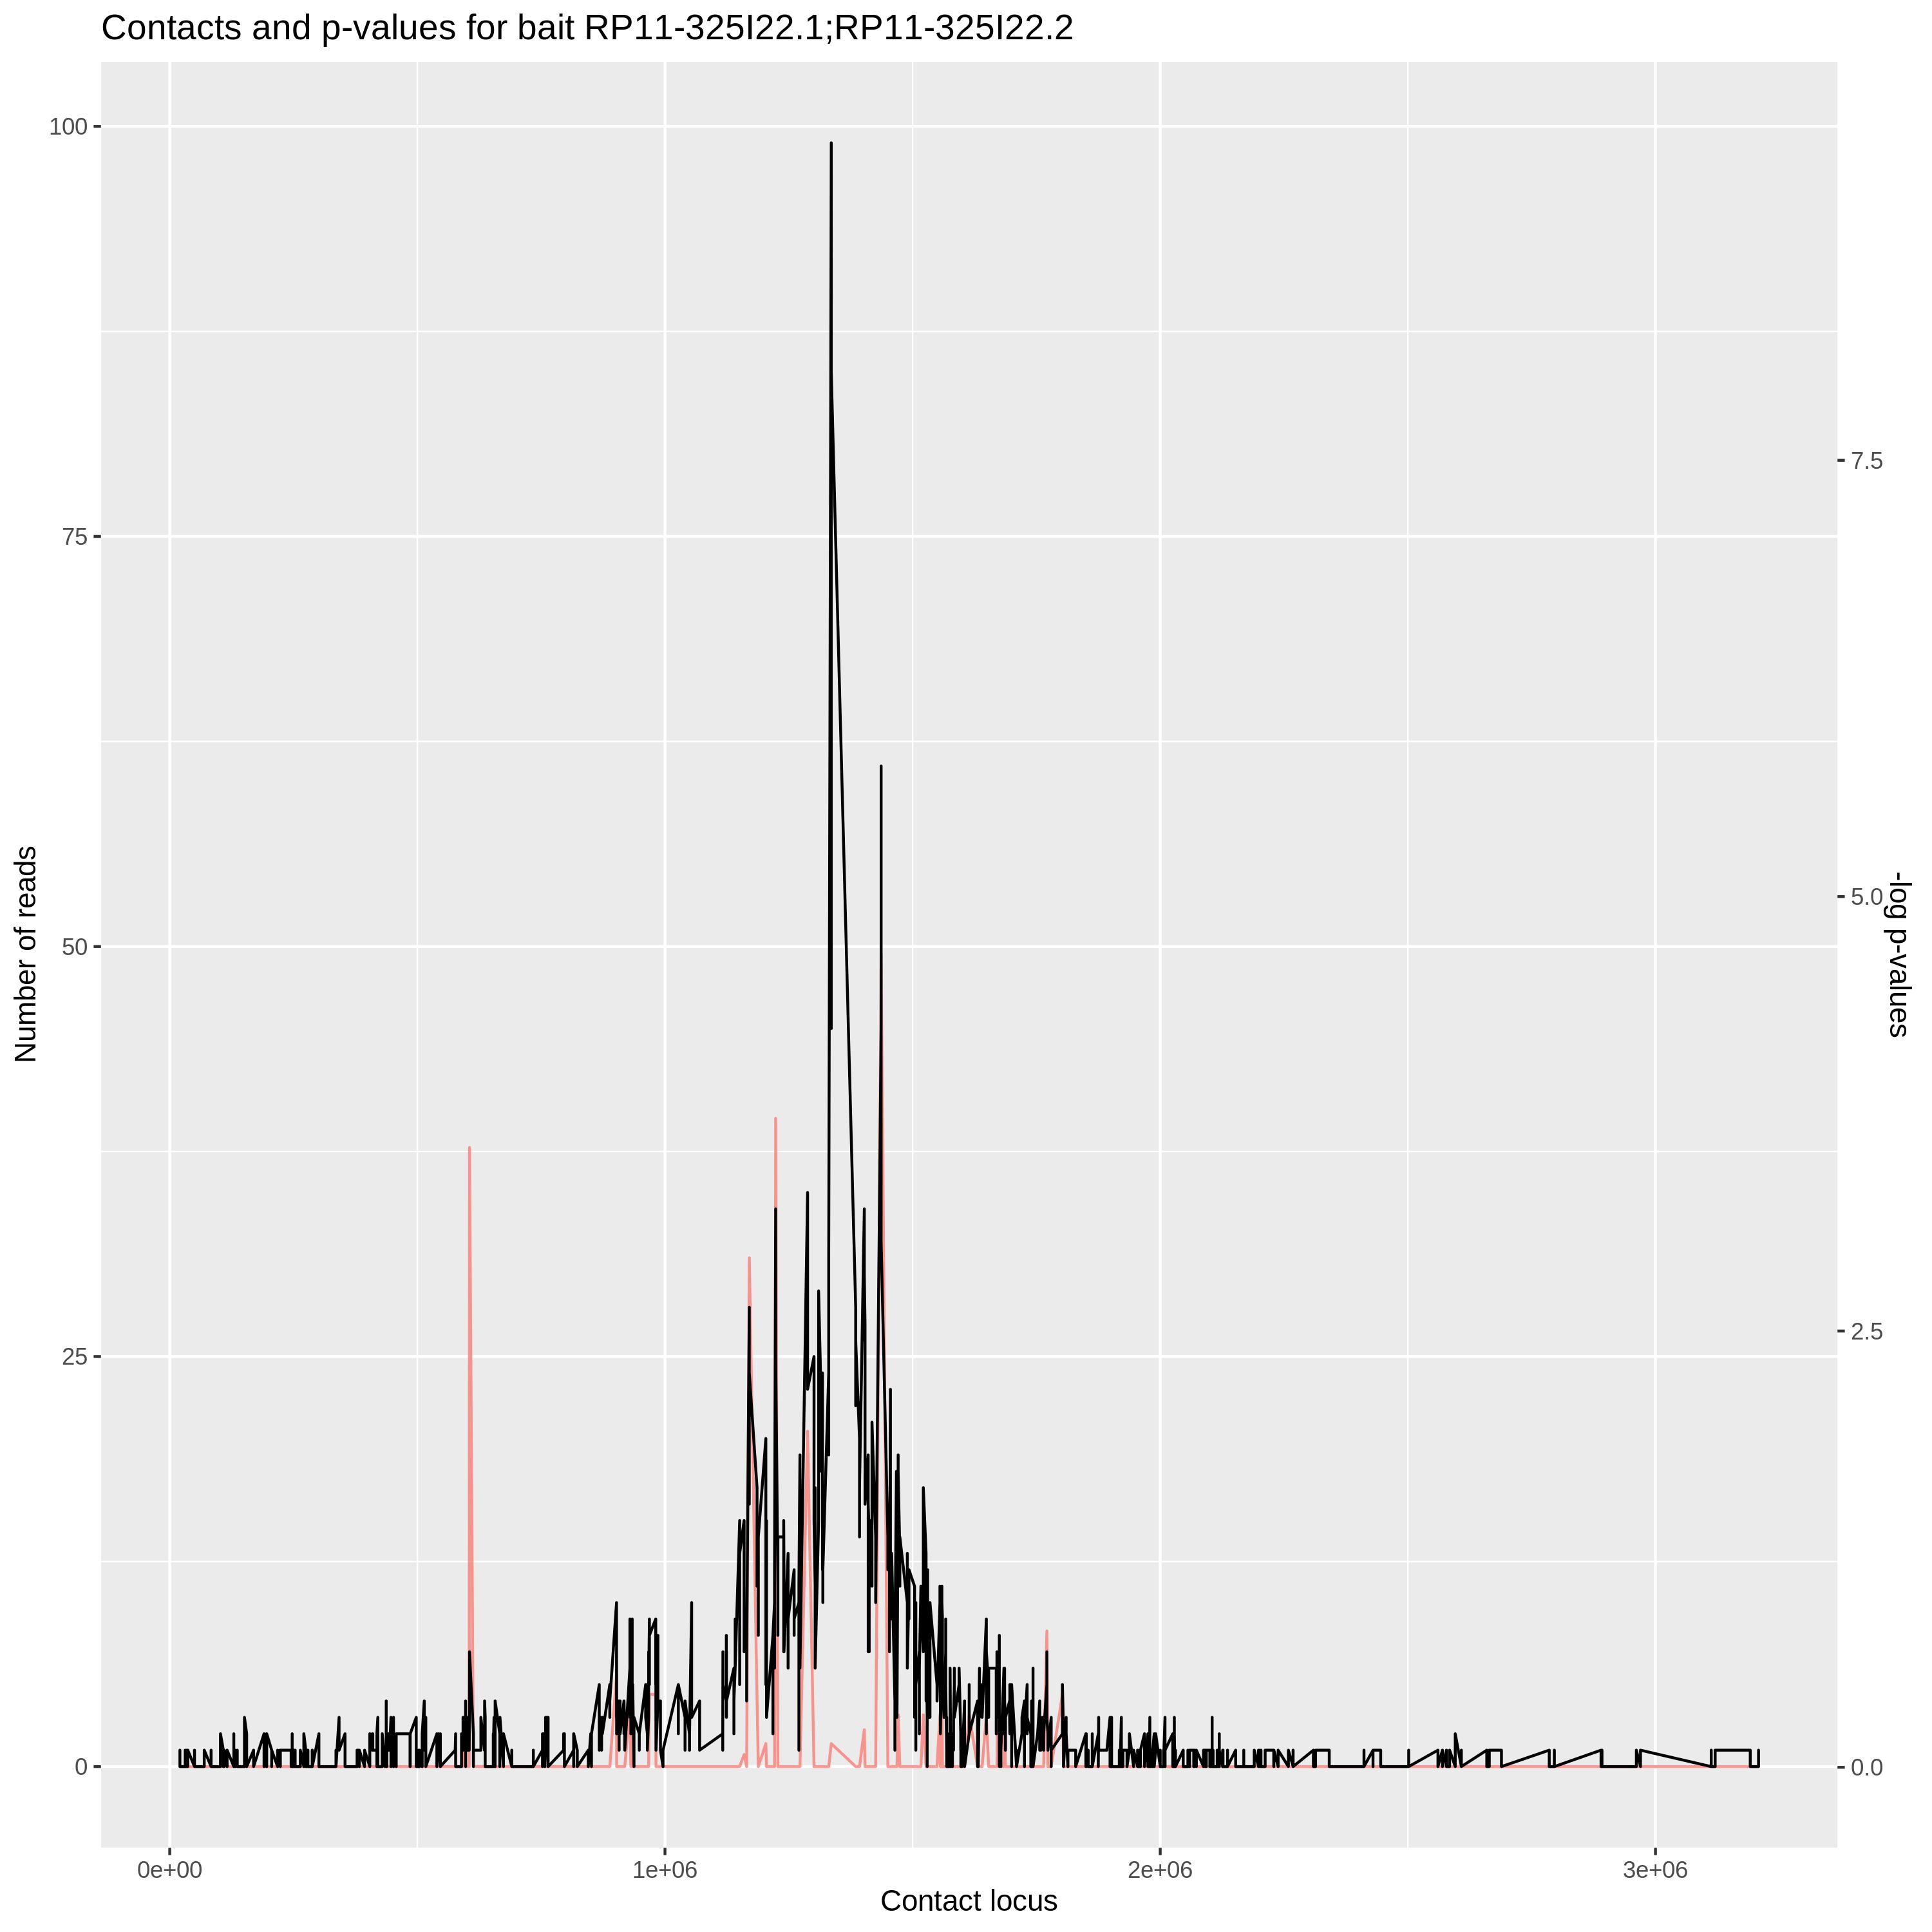 Contacts and p-values for bait RP11-325I22.1;RP11-325I22.2
100
75
50
25
0
Number of reads
7.5
5.0
2.5
0.0
-log p-values
0e+00 1e+06 2e+06 3e+06
Contact locus